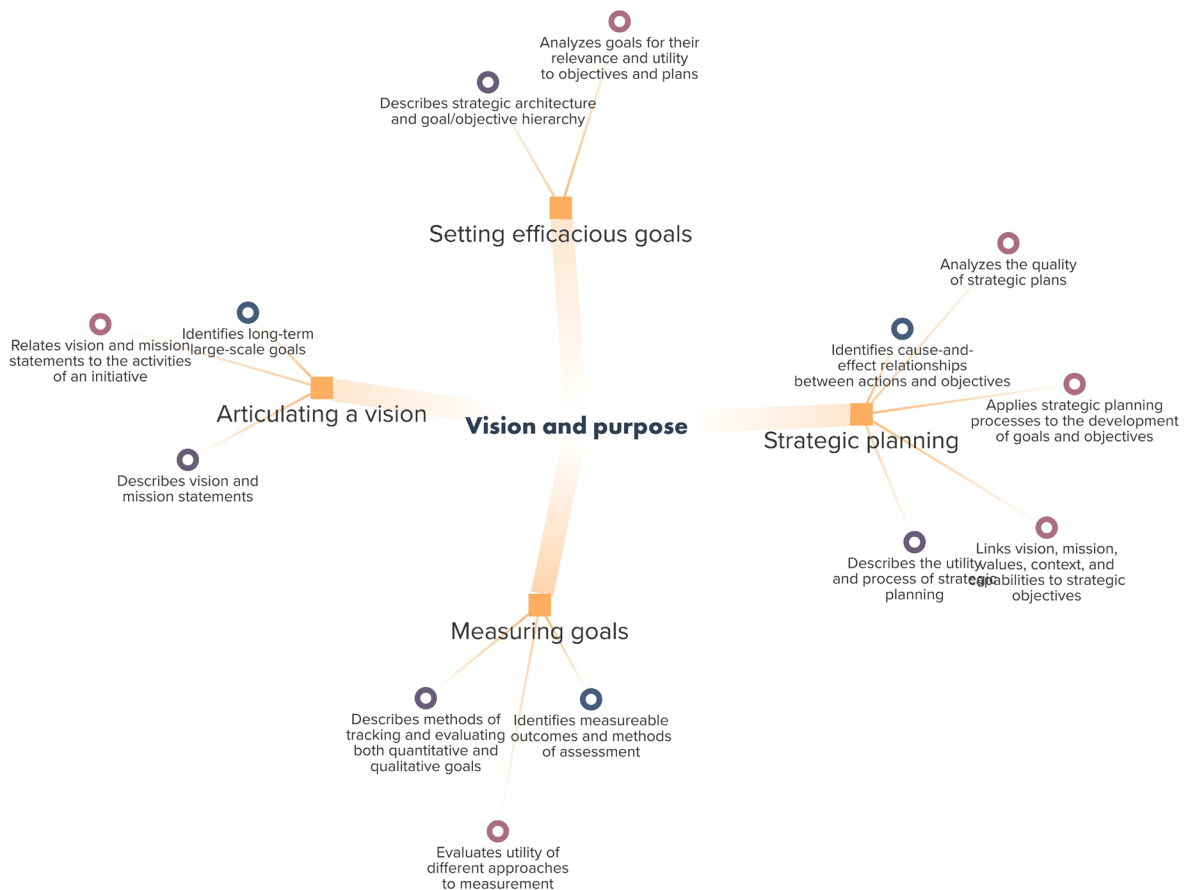 Analyzes goals for their
relevance and utility
to objectives and plans
Describes strategic architecture
and goal/objective hierarchy
Setting efficacious goals
Analyzes the quality
of strategic plans
Identifies long-term
large-scale goals
Relates vision and mission
statements to the activities
of an initiative
Articulating a vision
Describes vision and
mission statements
Vision and purpose
Identifies cause-and-
effect relationships
between actions and objectives
Applies strategic planning
processes to the development
of goals and objectives
Strategic planning
Describes the utility
and process of strategic
planning
Links vision, mission,
values, context, and
capabilities to strategic
objectives
Measuring goals
Describes methods of
tracking and evaluating
both quantitative and
qualitative goals
Identifies measureable
outcomes and methods
of assessment
Evaluates utility of
different approaches
to measurement